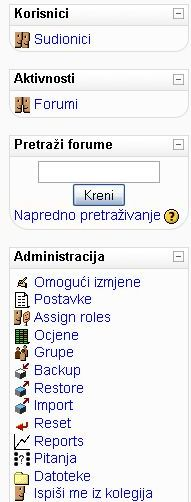 Korisnici
Sudionici
Aktivnosti
Forumi
Pretraži forume
Kreni
Napredno pretraživanje ?
Administracija
Omogući izmjene
Postavke
Assign roles
Ocjene
Grupe
Backup
Restore
Import
Reset
Reports
Pitanja
Datoteke
Ispiši me iz kolegija